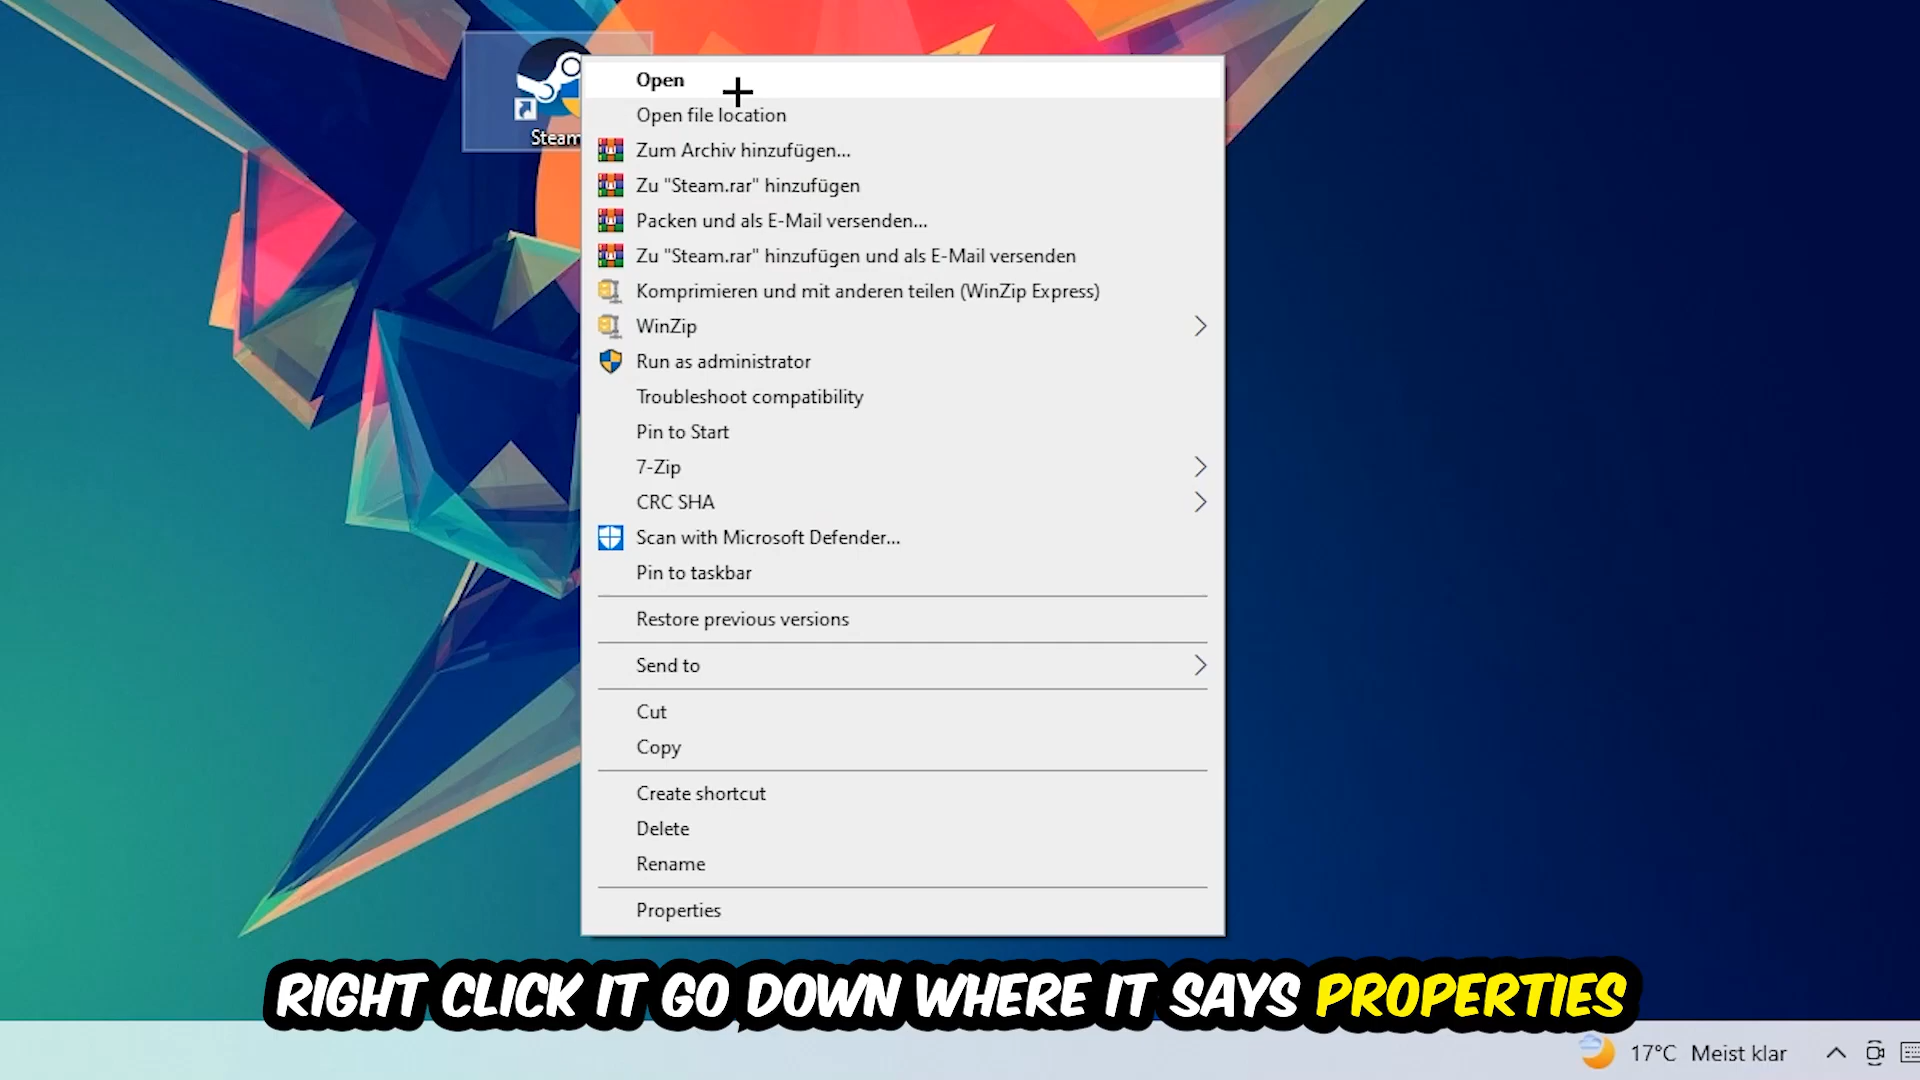 Steam
Open
Open file location
Zum Archiv hinzufügen...
Zu "Steam.rar" hinzufügen
Packen und als E-Mail versenden...
Zu "Steam.rar" hinzufügen und als E-Mail versenden
Komprimieren und mit anderen teilen (WinZip Express)
WinZip
Run as administrator
Troubleshoot compatibility
Pin to Start
7-Zip
CRC SHA
Scan with Microsoft Defender...
Pin to taskbar
Restore previous versions
Send to
Cut
Copy
Create shortcut
Delete
Rename
Properties
RIGHT CLICK IT GO DOWN WHERE IT SAYS PROPERTIES
17°C Meist klar